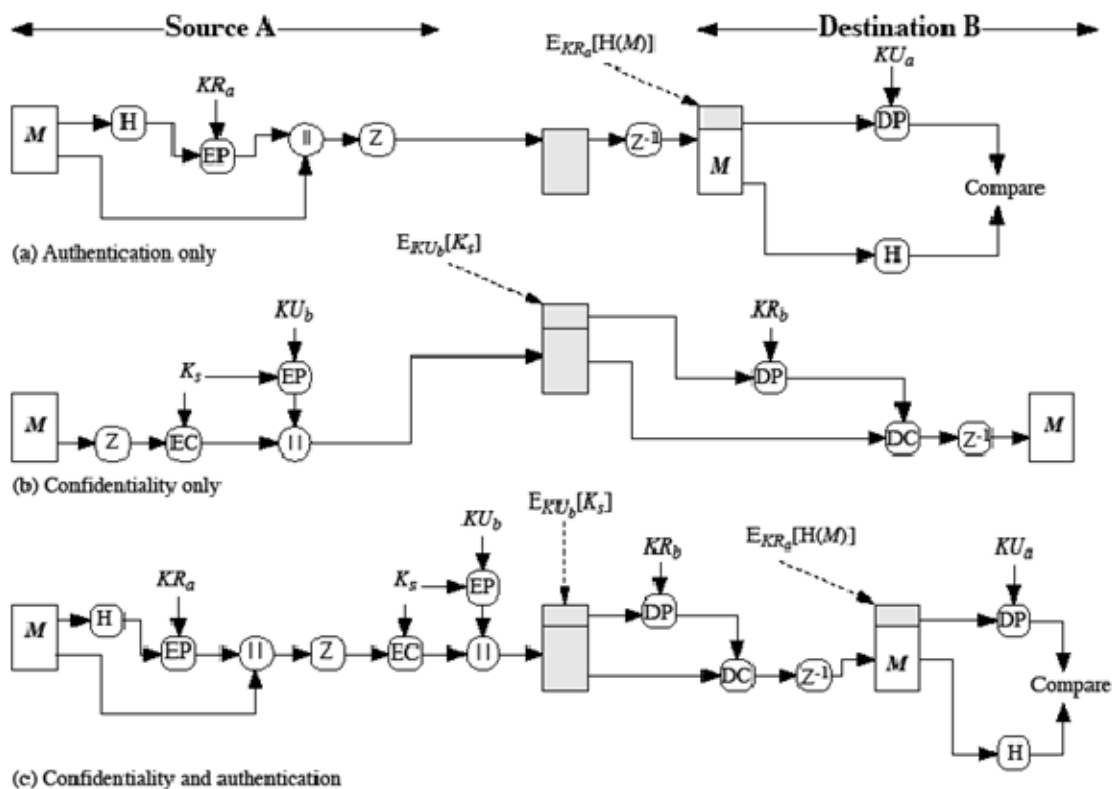 Source A
Destination B
E_{KR_a}[H(M)]
KU_a
KR_a
M
H
EP
||
Z
Z⁻¹
M
DP
Compare
H
(a) Authentication only
E_{KU_b}[K_s]
KU_b
KR_b
K_s
EP
DP
M
Z
EC
||
DC
Z⁻¹
M
(b) Confidentiality only
E_{KU_b}[K_s]
KU_b
E_{KR_a}[H(M)]
KR_b
KU_a
KR_a
K_s
EP
M
H
EP
||
Z
EC
||
DP
DC
Z⁻¹
M
DP
Compare
H
(c) Confidentiality and authentication